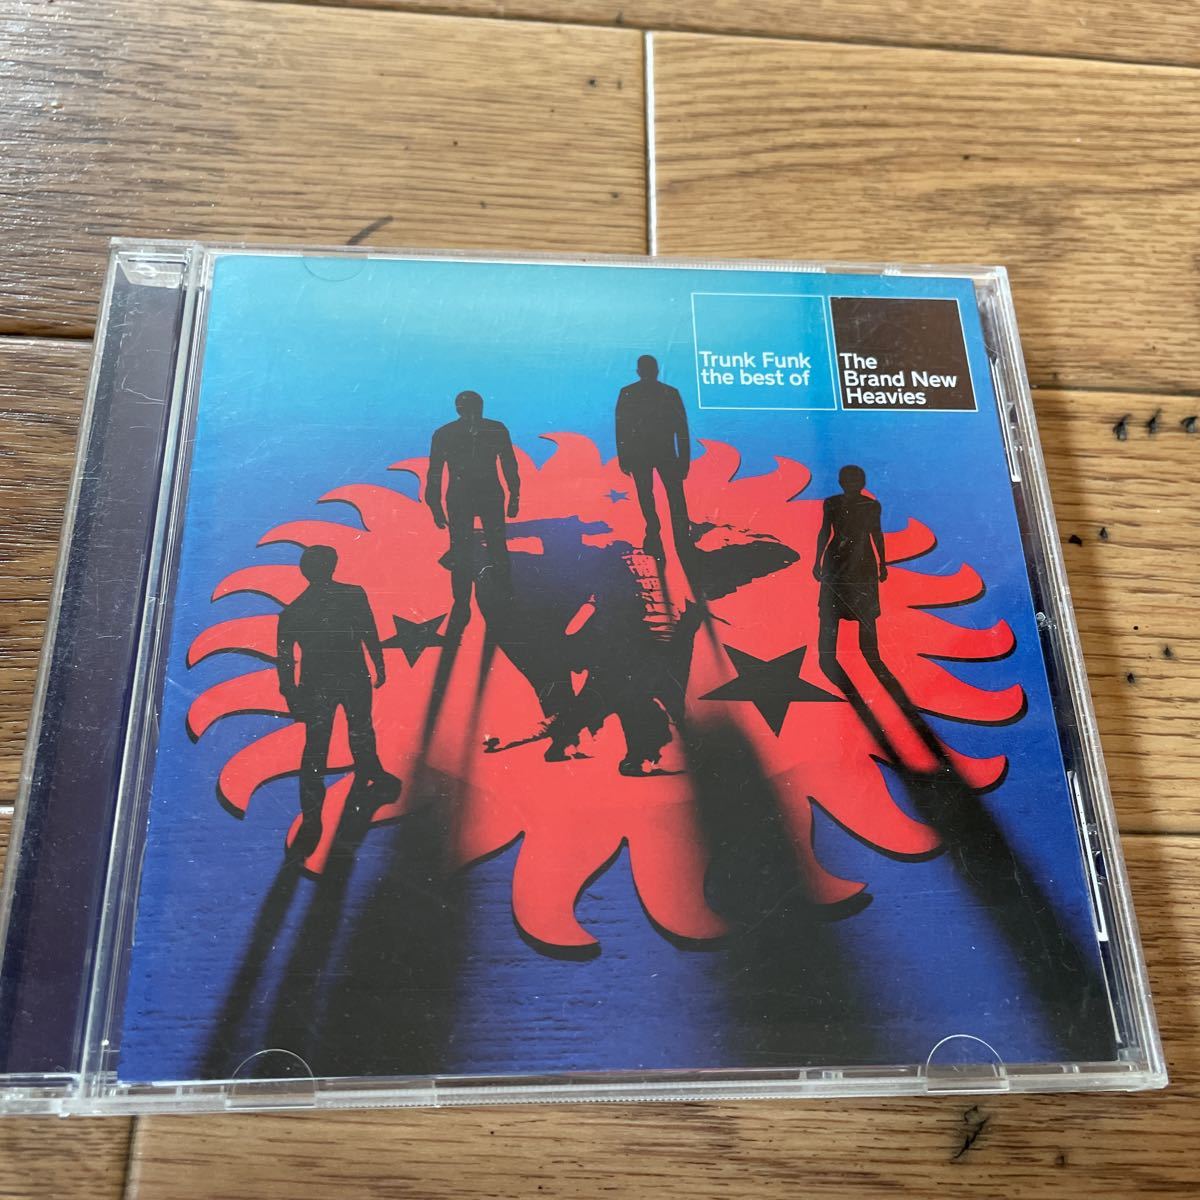 Trunk Funk
the best of
The
Brand New
Heavies